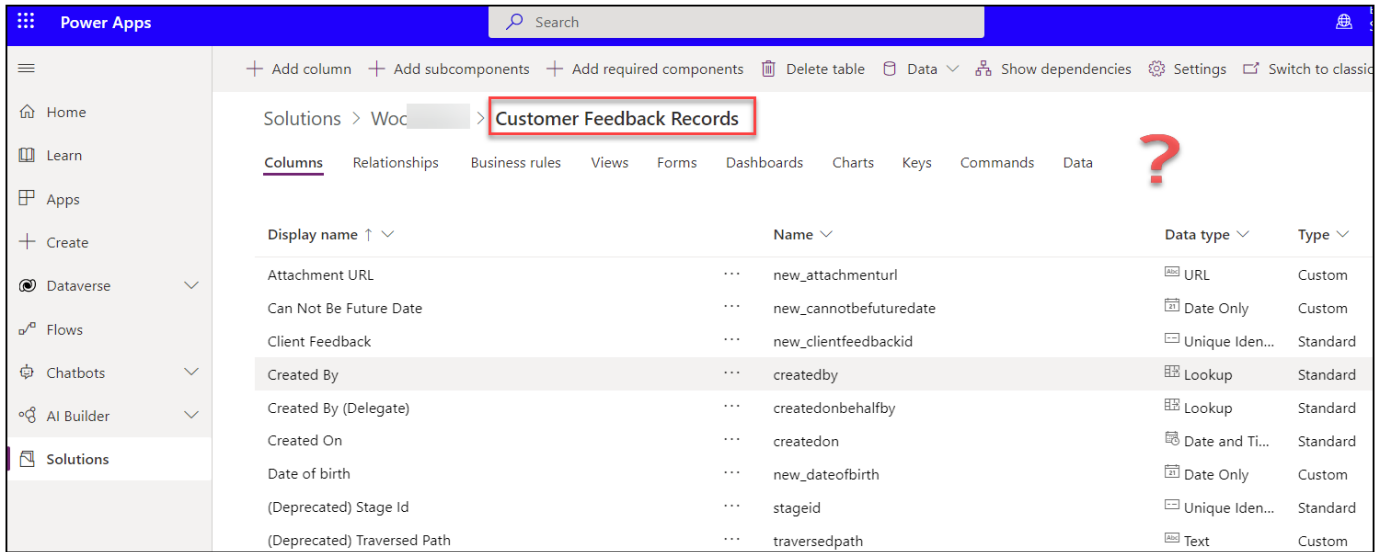 Power Apps
Search
Add column Add subcomponents Add required components Delete table Data Show dependencies Settings Switch to classic
Home
Learn
Apps
Create
Dataverse
Flows
Chatbots
AI Builder
Solutions
Solutions > Woo > Customer Feedback Records
Columns Relationships Business rules Views Forms Dashboards Charts Keys Commands Data
?
Display name ↑ Name Data type Type
Attachment URL ··· new_attachmenturl Abc URL Custom
Can Not Be Future Date ··· new_cannotbefuturedate 21 Date Only Custom
Client Feedback ··· new_clientfeedbackid Unique Iden... Standard
Created By ··· createdby Lookup Standard
Created By (Delegate) ··· createdonbehalfby Lookup Standard
Created On ··· createdon Date and Ti... Standard
Date of birth ··· new_dateofbirth 21 Date Only Custom
(Deprecated) Stage Id ··· stageid Unique Iden... Standard
(Deprecated) Traversed Path ··· traversedpath Abc Text Custom